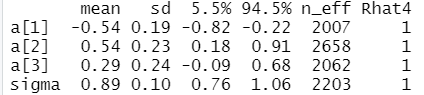 mean sd 5.5% 94.5% n_eff Rhat4
a[1] -0.54 0.19 -0.82 -0.22 2007 1
a[2] 0.54 0.23 0.18 0.91 2658 1
a[3] 0.29 0.24 -0.09 0.68 2062 1
sigma 0.89 0.10 0.76 1.06 2203 1